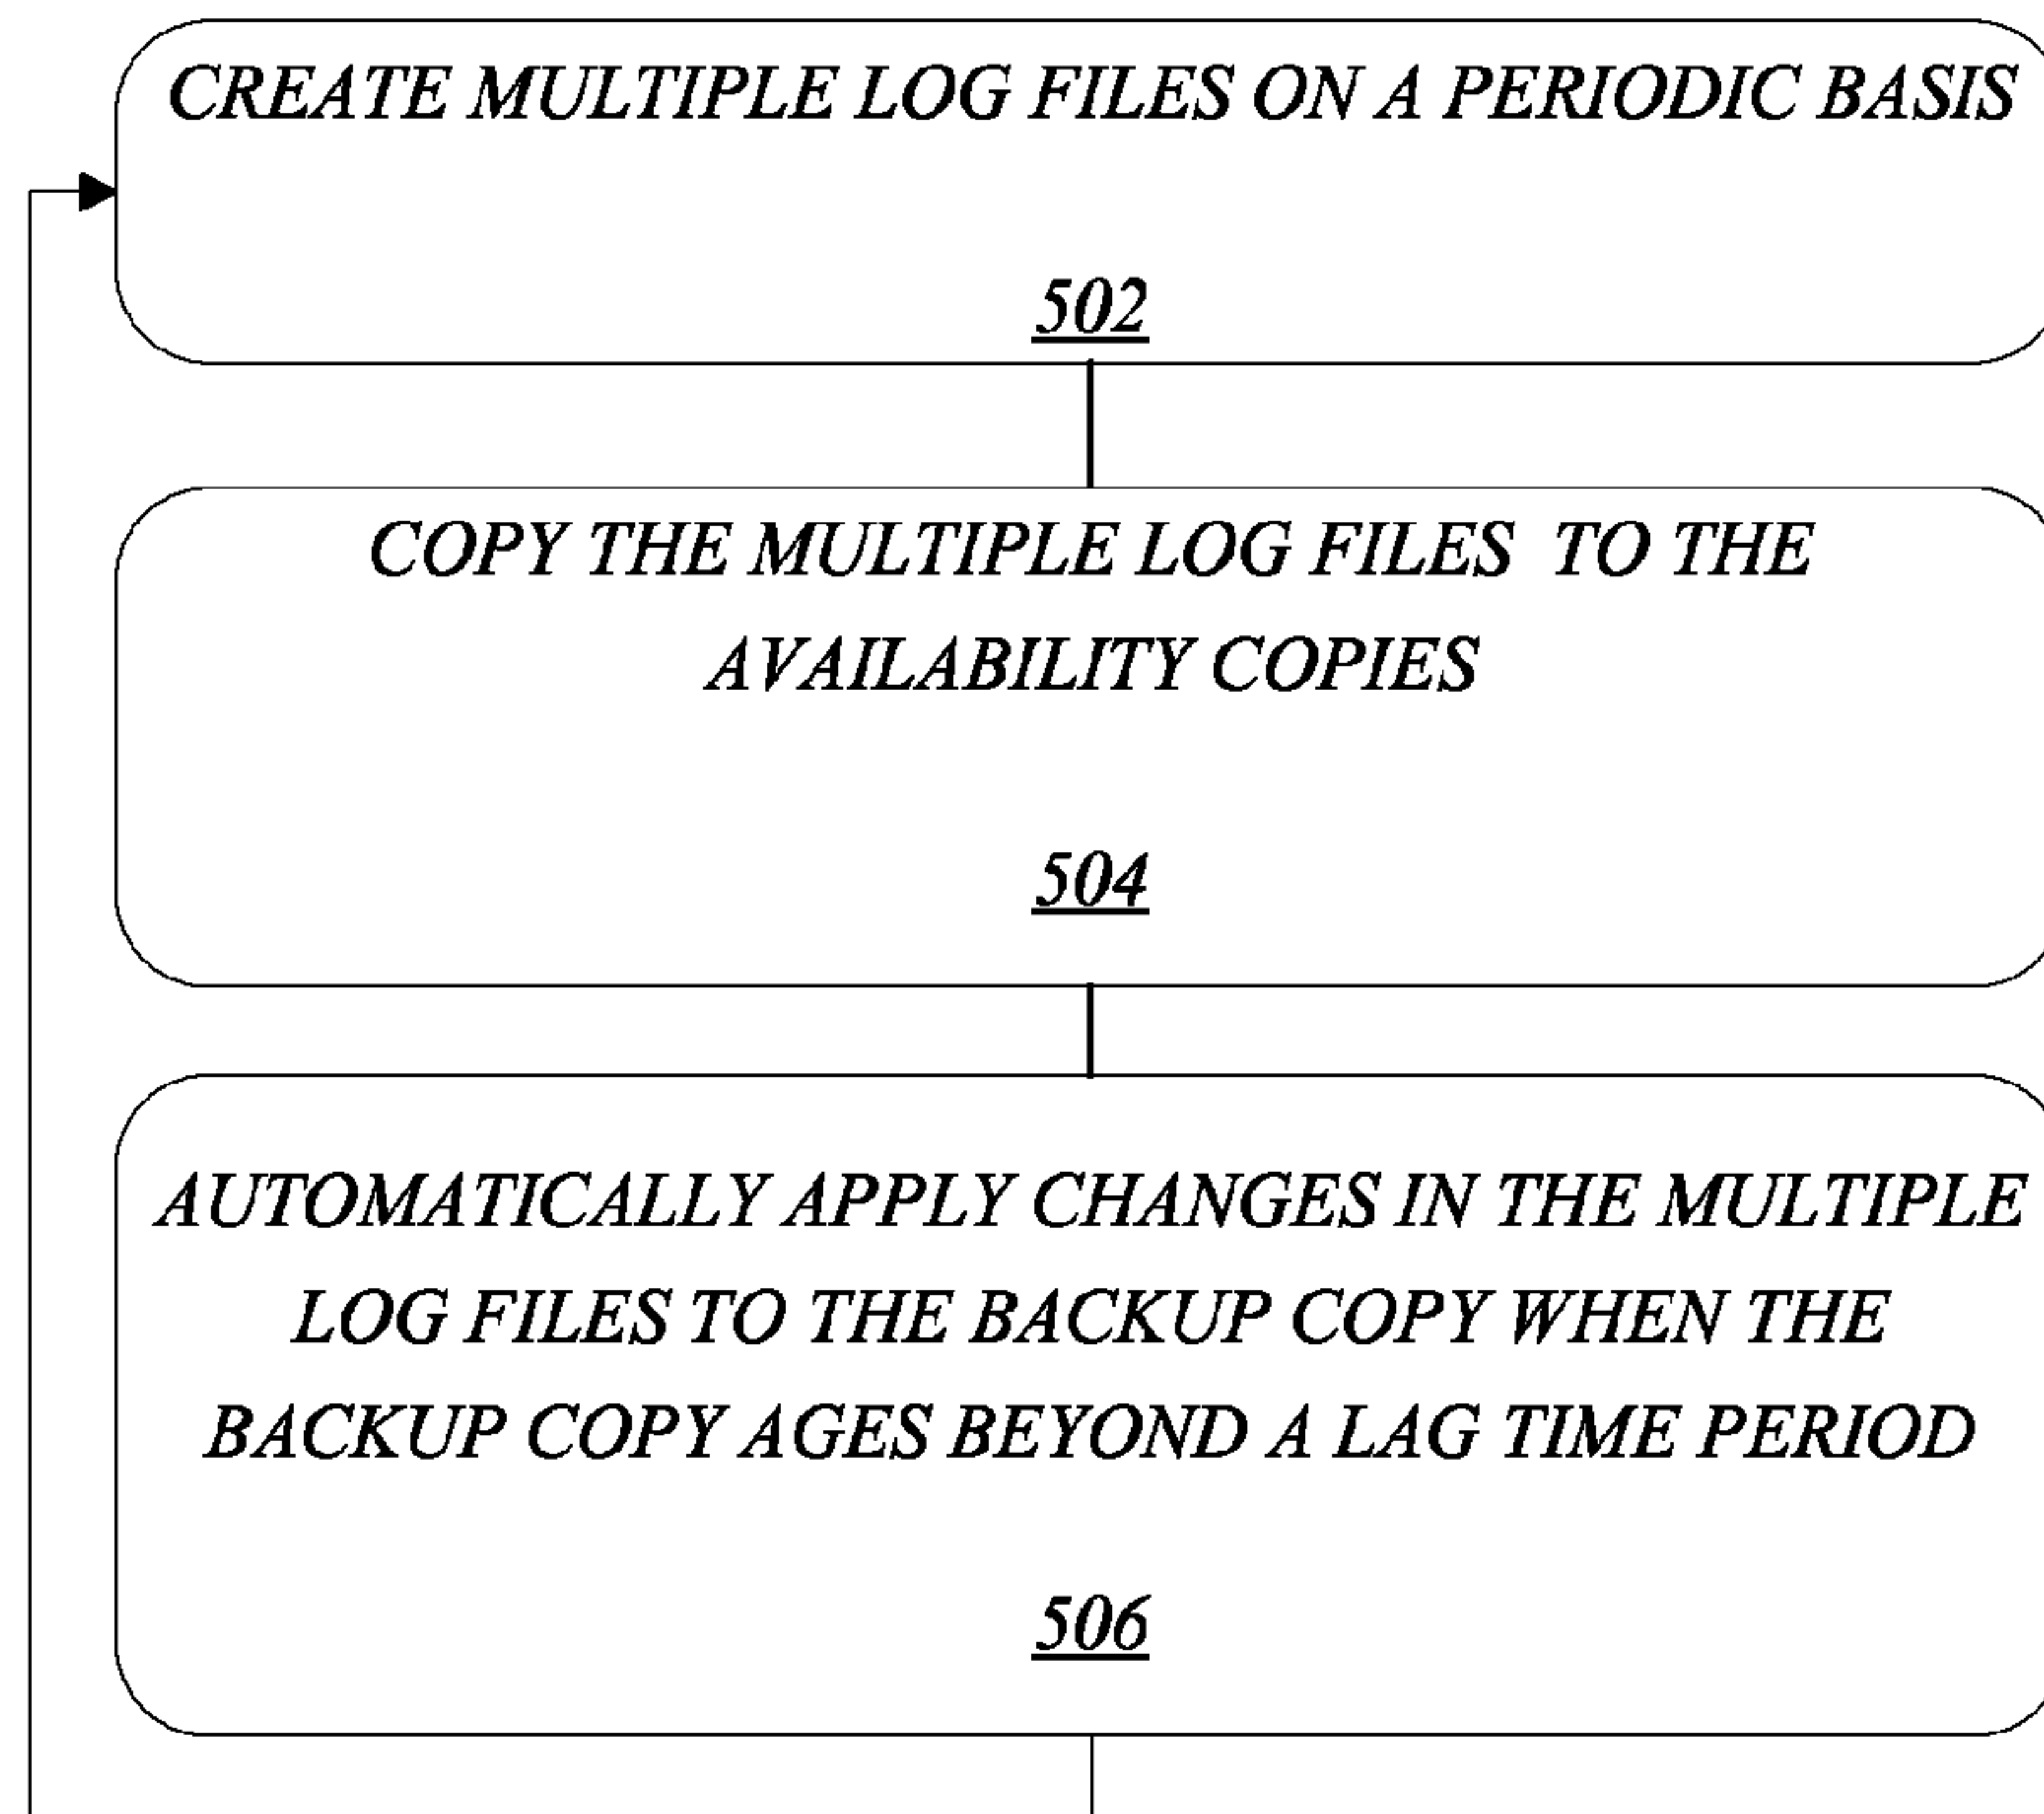 CREATE MULTIPLE LOG FILES ON A PERIODIC BASIS
502
COPY THE MULTIPLE LOG FILES TO THE
AVAILABILITY COPIES
504
AUTOMATICALLY APPLY CHANGES IN THE MULTIPLE
LOG FILES TO THE BACKUP COPY WHEN THE
BACKUP COPY AGES BEYOND A LAG TIME PERIOD
506